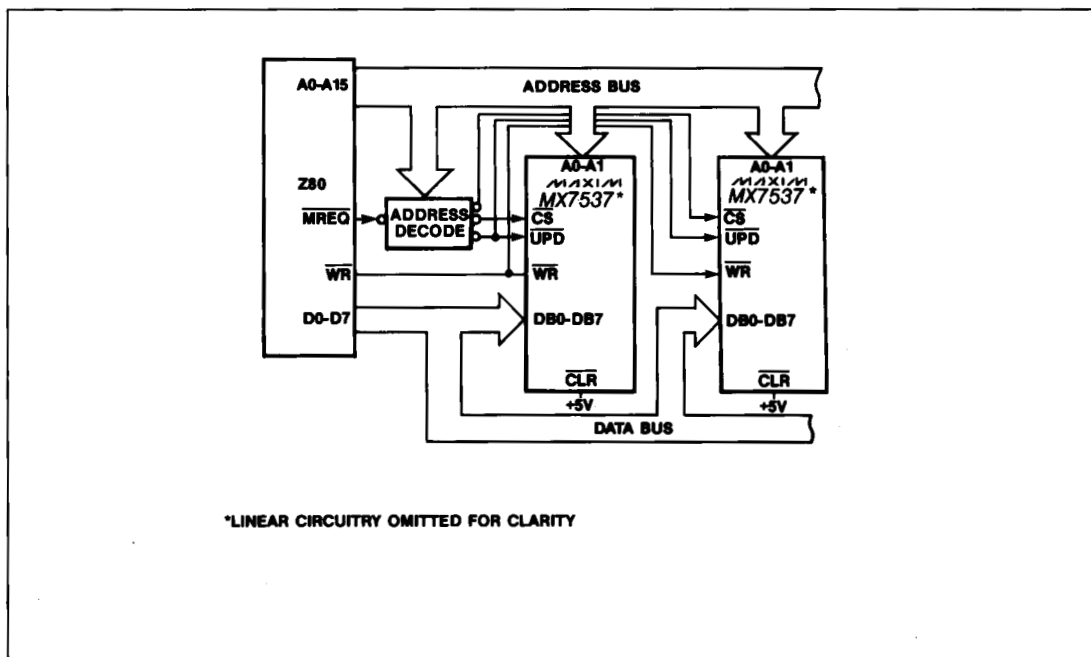 A0-A15
ADDRESS BUS
Z80
MREQ
ADDRESS
DECODE
WR
D0-D7
A0-A1
MAXIM
MX7537*
CS
UPD
WR
DB0-DB7
CLR
+5V
A0-A1
MAXIM
MX7537*
CS
UPD
WR
DB0-DB7
CLR
+5V
DATA BUS
*LINEAR CIRCUITRY OMITTED FOR CLARITY